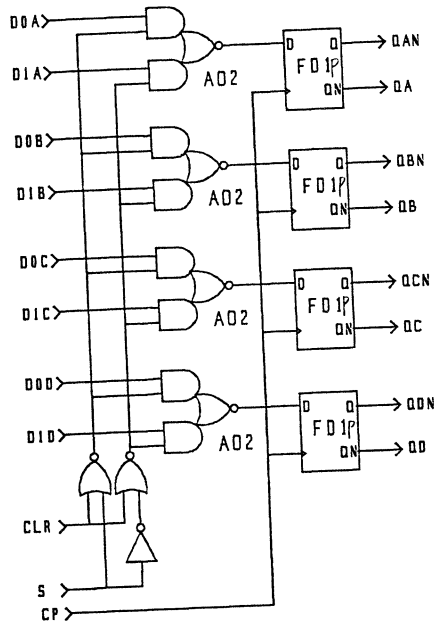 D0A
D Q QAN
D1A
FD1P
AO2
QN QA
D0B
D Q QBN
D1B
FD1P
AO2
QN QB
D0C
D Q QCN
D1C
FD1P
AO2
QN QC
D0D
D Q QDN
D1D
FD1P
AO2
QN QD
CLR
S
CP